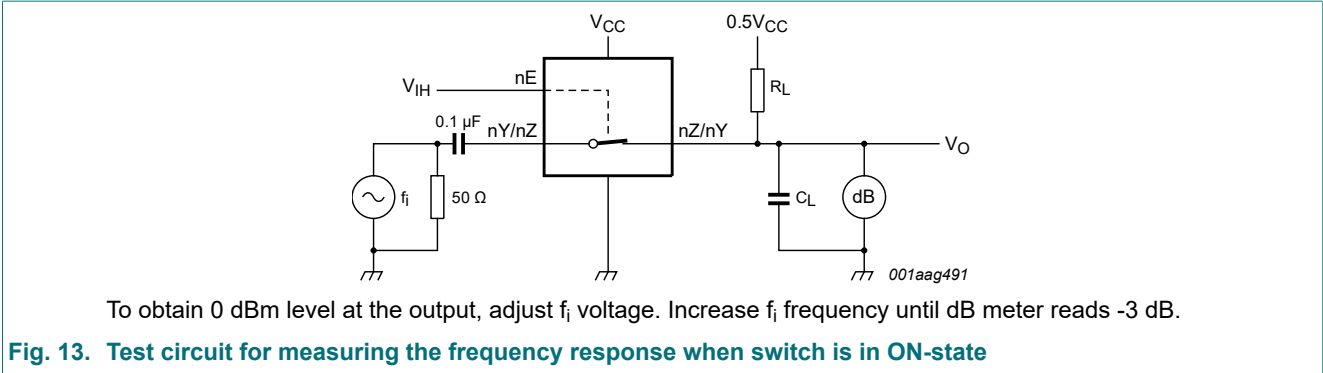 VCC
0.5VCC
VIH
nE
RL
0.1 µF
nY/nZ
nZ/nY
VO
fi
50 Ω
CL
dB
001aag491
To obtain 0 dBm level at the output, adjust fi voltage. Increase fi frequency until dB meter reads -3 dB.
Fig. 13. Test circuit for measuring the frequency response when switch is in ON-state